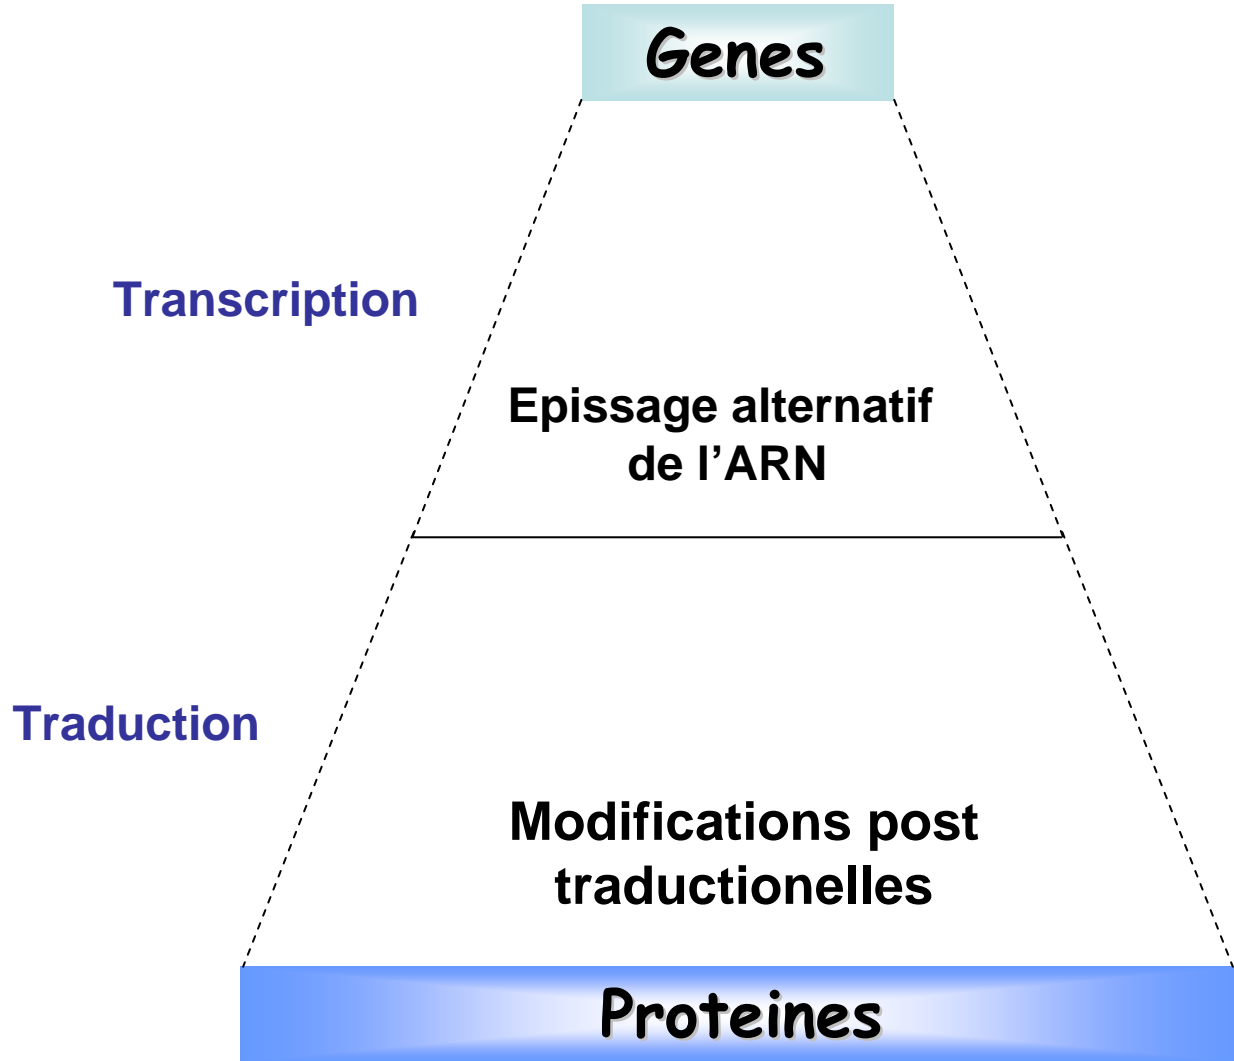 Genes
Transcription
Epissage alternatif
de l’ARN
Traduction
Modifications post
traductionelles
Proteines